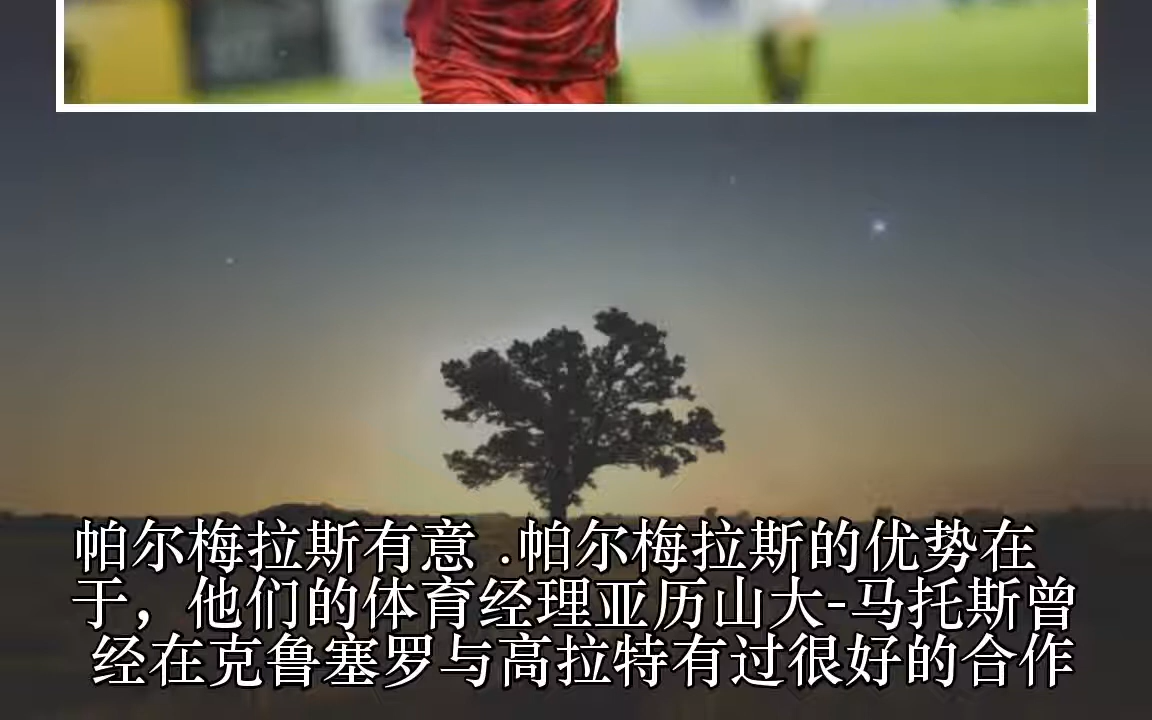 帕尔梅拉斯有意 .帕尔梅拉斯的优势在
于，他们的体育经理亚历山大-马托斯曾
经在克鲁塞罗与高拉特有过很好的合作